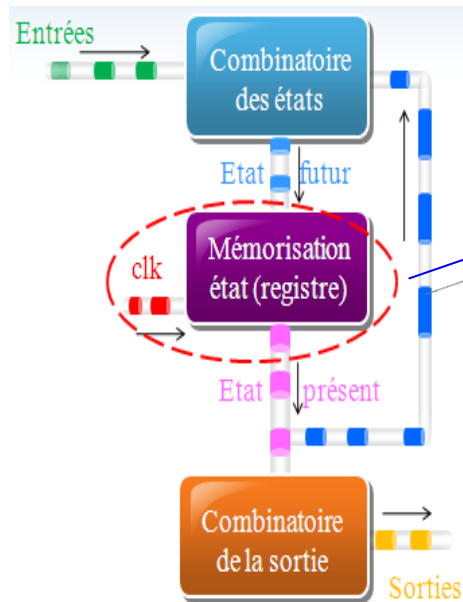 Entrées
Combinatoire
des états
Etat futur
Mémorisation
état (registre)
clk
Etat présent
Combinatoire
de la sortie
Sorties